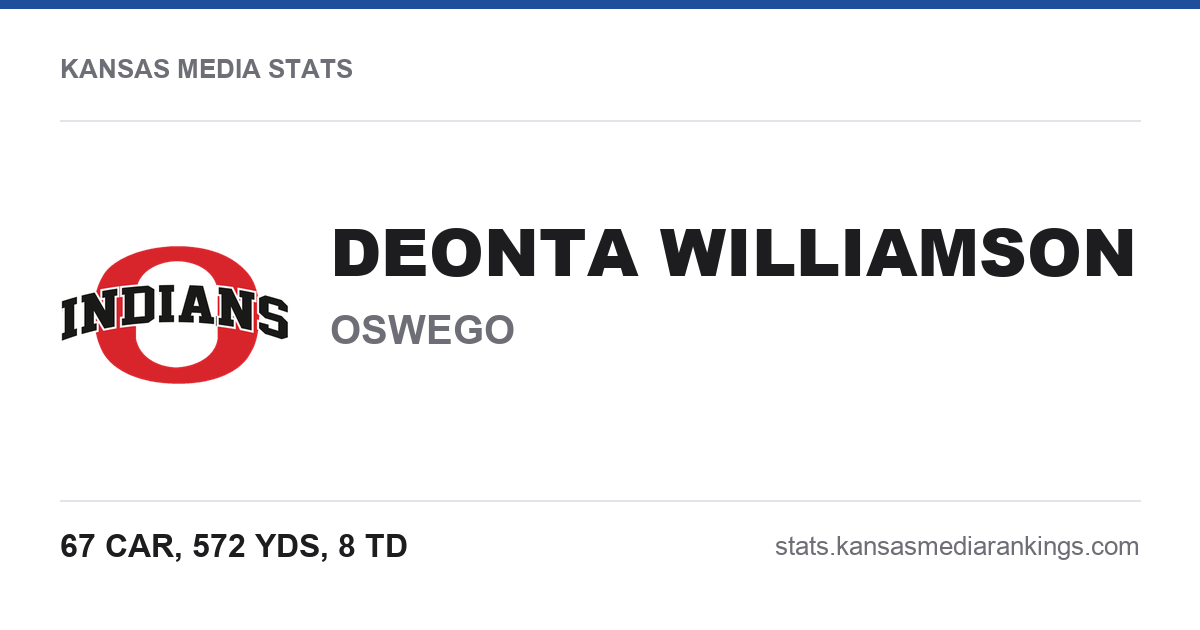 KANSAS MEDIA STATS
INDIANS
DEONTA WILLIAMSON
OSWEGO
67 CAR, 572 YDS, 8 TD
stats.kansasmediarankings.com